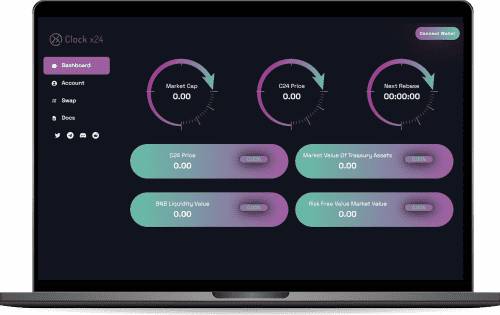 Clock x24
Connect Wallet
Dashboard
Account
Swap
Docs
Market Cap
0.00
C24 Price
0.00
Next Rebase
00:00:00
C24 Price
0.00
0.00%
Market Value Of Treasury Assets
0.00
0.00%
BNB Liquidity Value
0.00
0.00%
Risk Free Value Market Value
0.00
0.00%